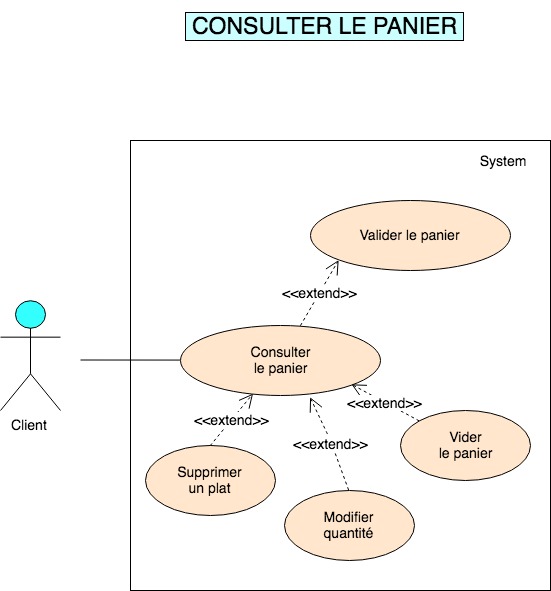 CONSULTER LE PANIER
System
Valider le panier
<<extend>>
Consulter
le panier
Client
<<extend>>
<<extend>>
<<extend>>
Vider
le panier
Supprimer
un plat
Modifier
quantité